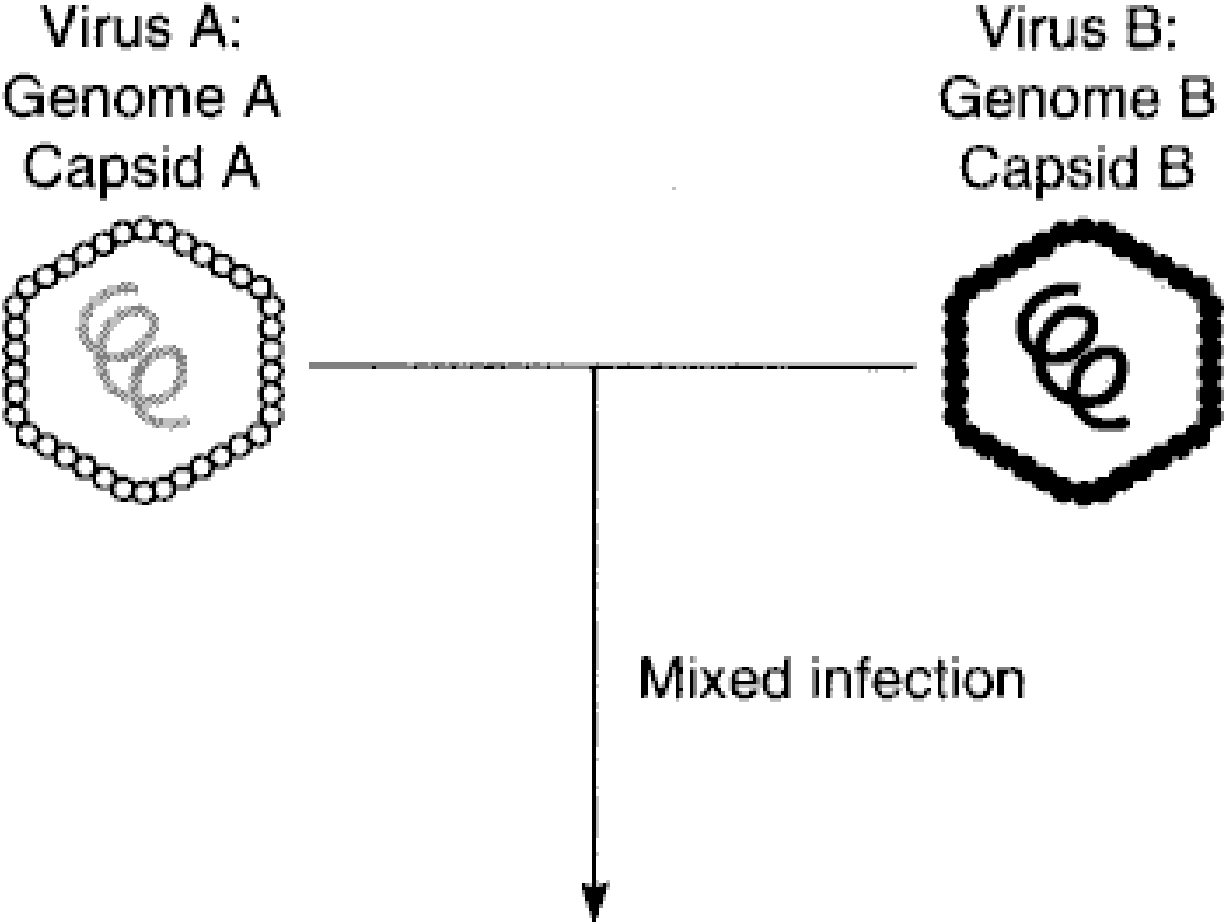 Virus A:
Genome A
Capsid A
Virus B:
Genome B
Capsid B
Mixed infection